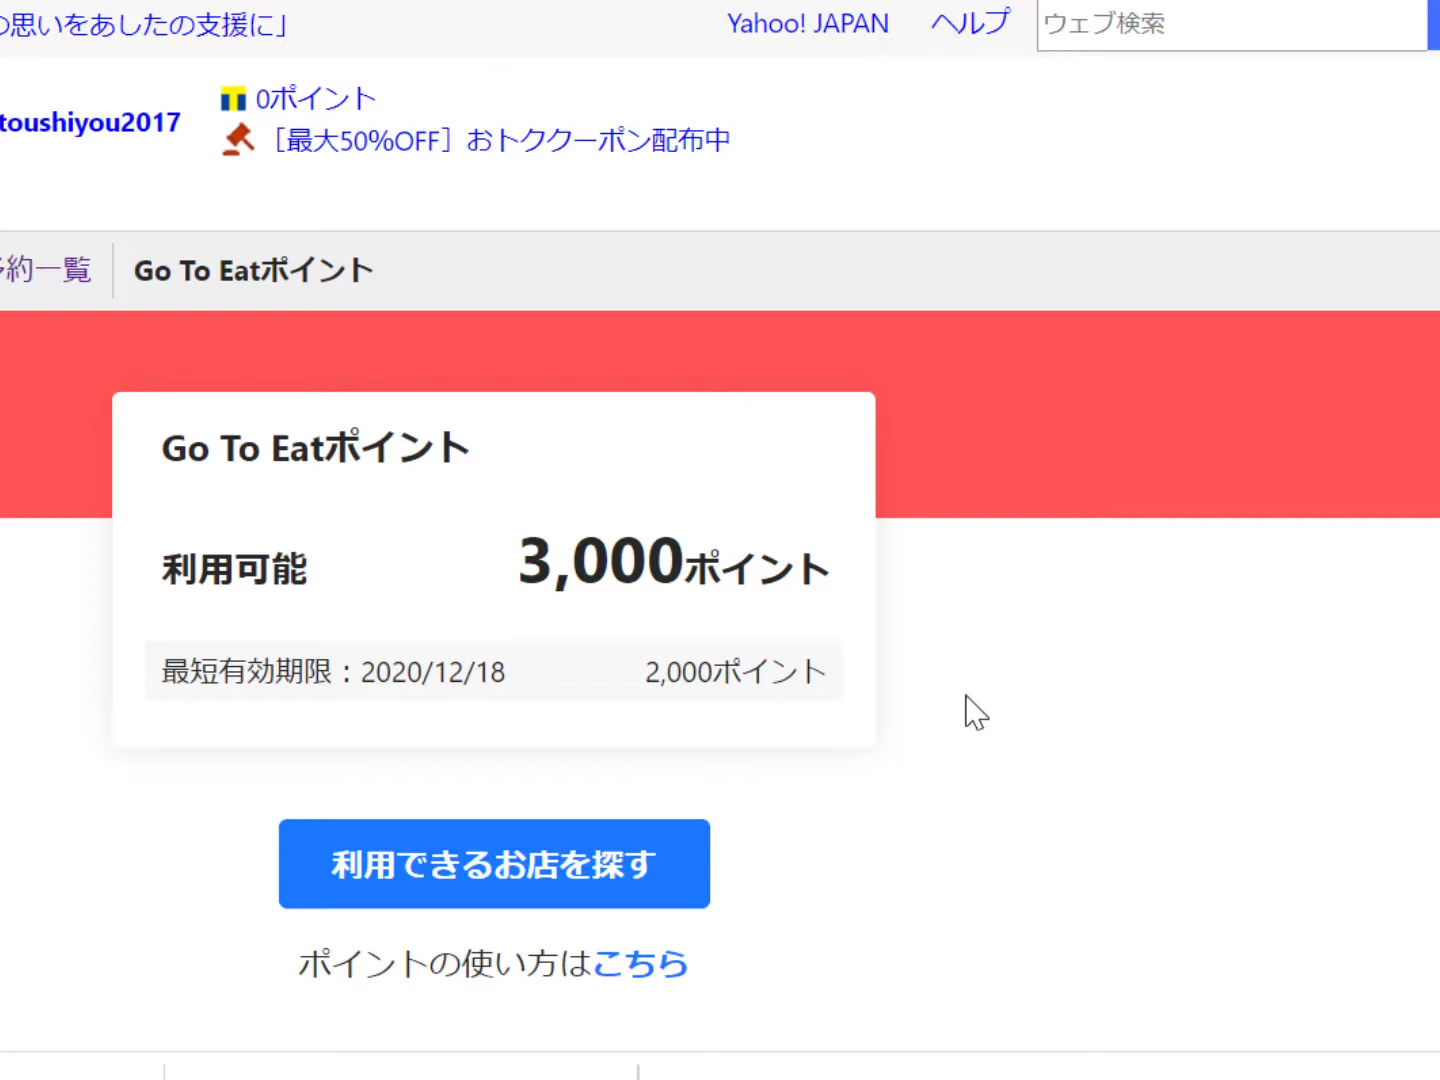 の思いをあしたの支援に」
Yahoo! JAPAN ヘルプ ウェブ検索
toushiyou2017
0ポイント
［最大50%OFF］おトククーポン配布中
予約一覧 Go To Eatポイント
Go To Eatポイント
利用可能 3,000ポイント
最短有効期限：2020/12/18 2,000ポイント
利用できるお店を探す
ポイントの使い方はこちら